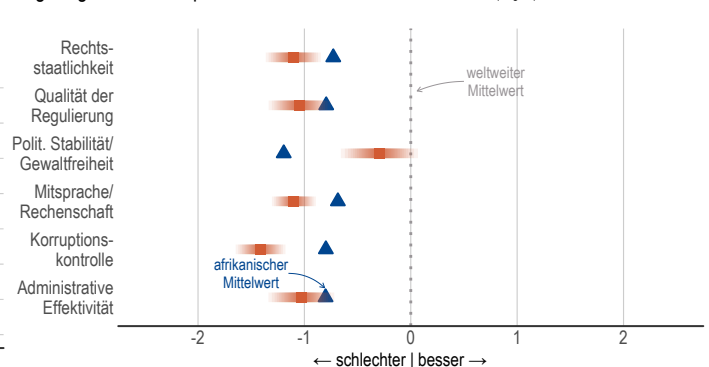 Rechts-
staatlichkeit
Qualität der
Regulierung
Polit. Stabilität/
Gewaltfreiheit
Mitsprache/
Rechenschaft
Korruptions-
kontrolle
Administrative
Effektivität
weltweiter
Mittelwert
afrikanischer
Mittelwert
-2 -1 0 1 2
← schlechter | besser →